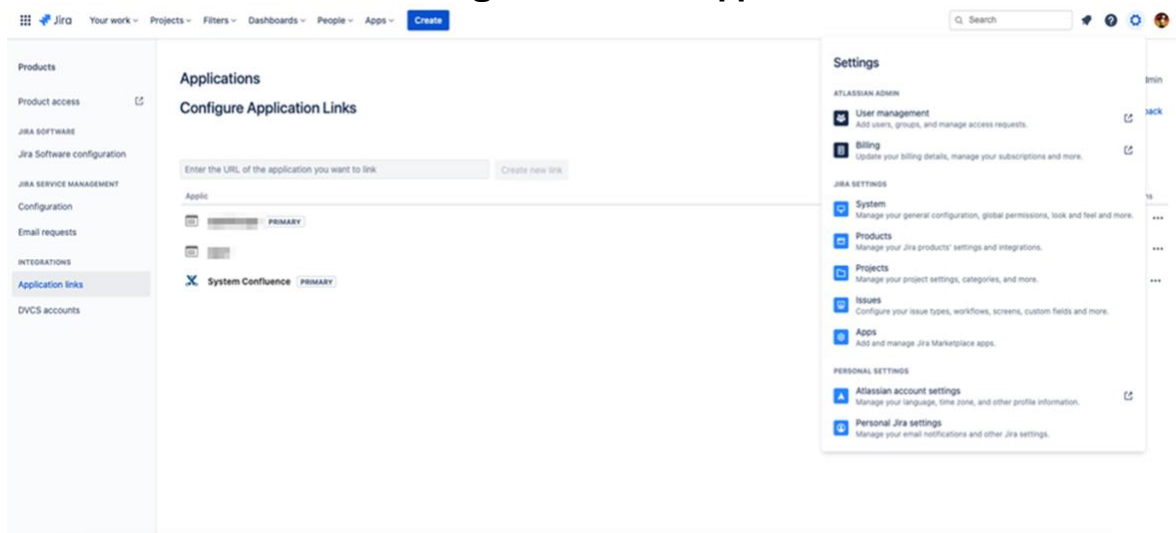 Jira
Your work
Projects
Filters
Dashboards
People
Apps
Create
Search
Products
Product access
JIRA SOFTWARE
Jira Software configuration
JIRA SERVICE MANAGEMENT
Configuration
Email requests
INTEGRATIONS
Application links
DVCS accounts
Applications
Configure Application Links
Enter the URL of the application you want to link
Create new link
Applic
PRIMARY
System Confluence PRIMARY
Settings
ATLASSIAN ADMIN
User management
Add users, groups, and manage access requests.
Billing
Update your billing details, manage your subscriptions and more.
JIRA SETTINGS
System
Manage your general configuration, global permissions, look and feel and more.
Products
Manage your Jira products' settings and integrations.
Projects
Manage your project settings, categories, and more.
Issues
Configure your issue types, workflows, screens, custom fields and more.
Apps
Add and manage Jira Marketplace apps.
PERSONAL SETTINGS
Atlassian account settings
Manage your language, time zone, and other profile information.
Personal Jira settings
Manage your email notifications and other Jira settings.